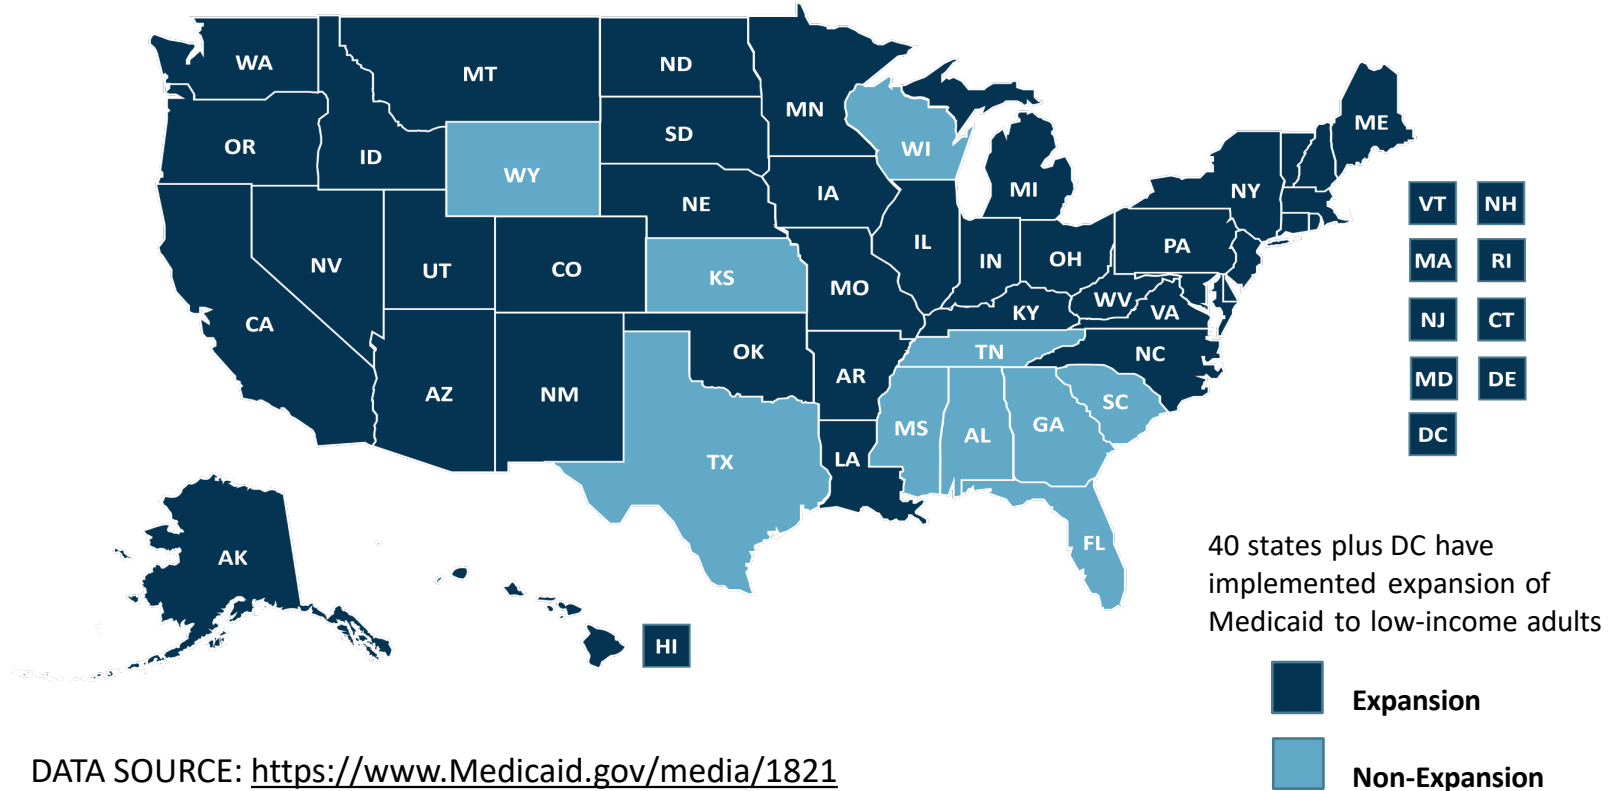 WA
MT
ND
MN
OR
ID
SD
WI
ME
WY
IA
MI
NY
NE
VT
NH
NV
UT
CO
KS
MO
IL
IN
OH
PA
MA
RI
CA
KY
WV
VA
NJ
CT
AZ
NM
OK
AR
TN
NC
MD
DE
TX
LA
MS
AL
GA
SC
DC
AK
HI
FL
40 states plus DC have
implemented expansion of
Medicaid to low-income adults
Expansion
Non-Expansion
DATA SOURCE: https://www.Medicaid.gov/media/1821